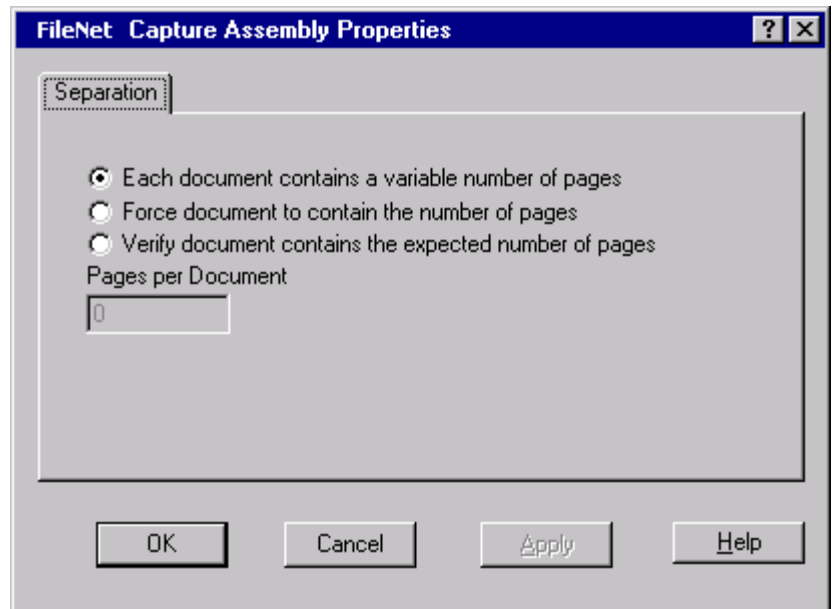 FileNet Capture Assembly Properties
Separation
Each document contains a variable number of pages
Force document to contain the number of pages
Verify document contains the expected number of pages
Pages per Document
0
OK Cancel Apply Help